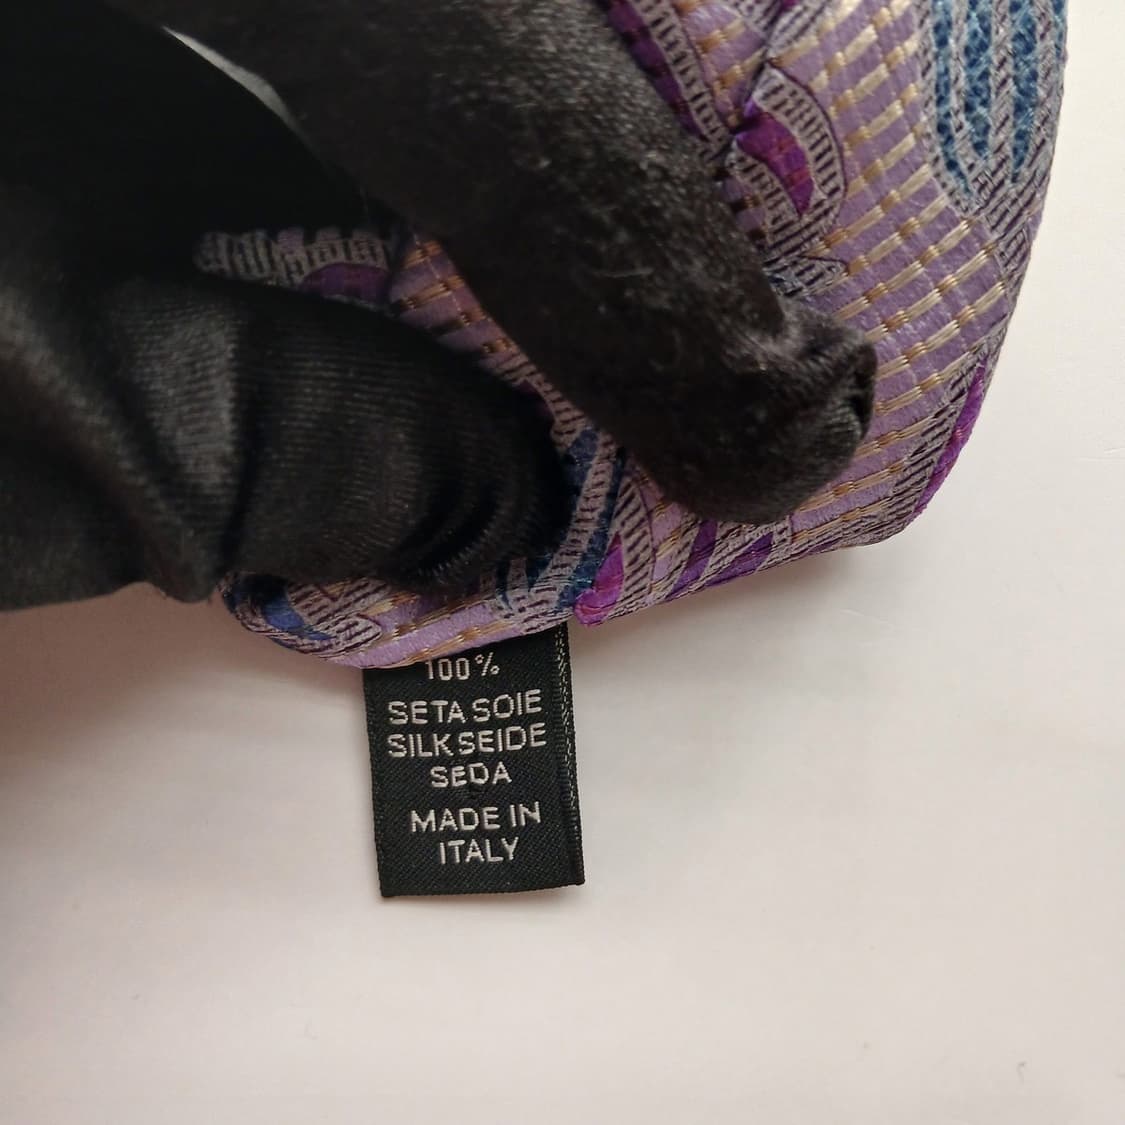 100%
SETA SOIE
SILK SEIDE
SEDA
MADE IN
ITALY